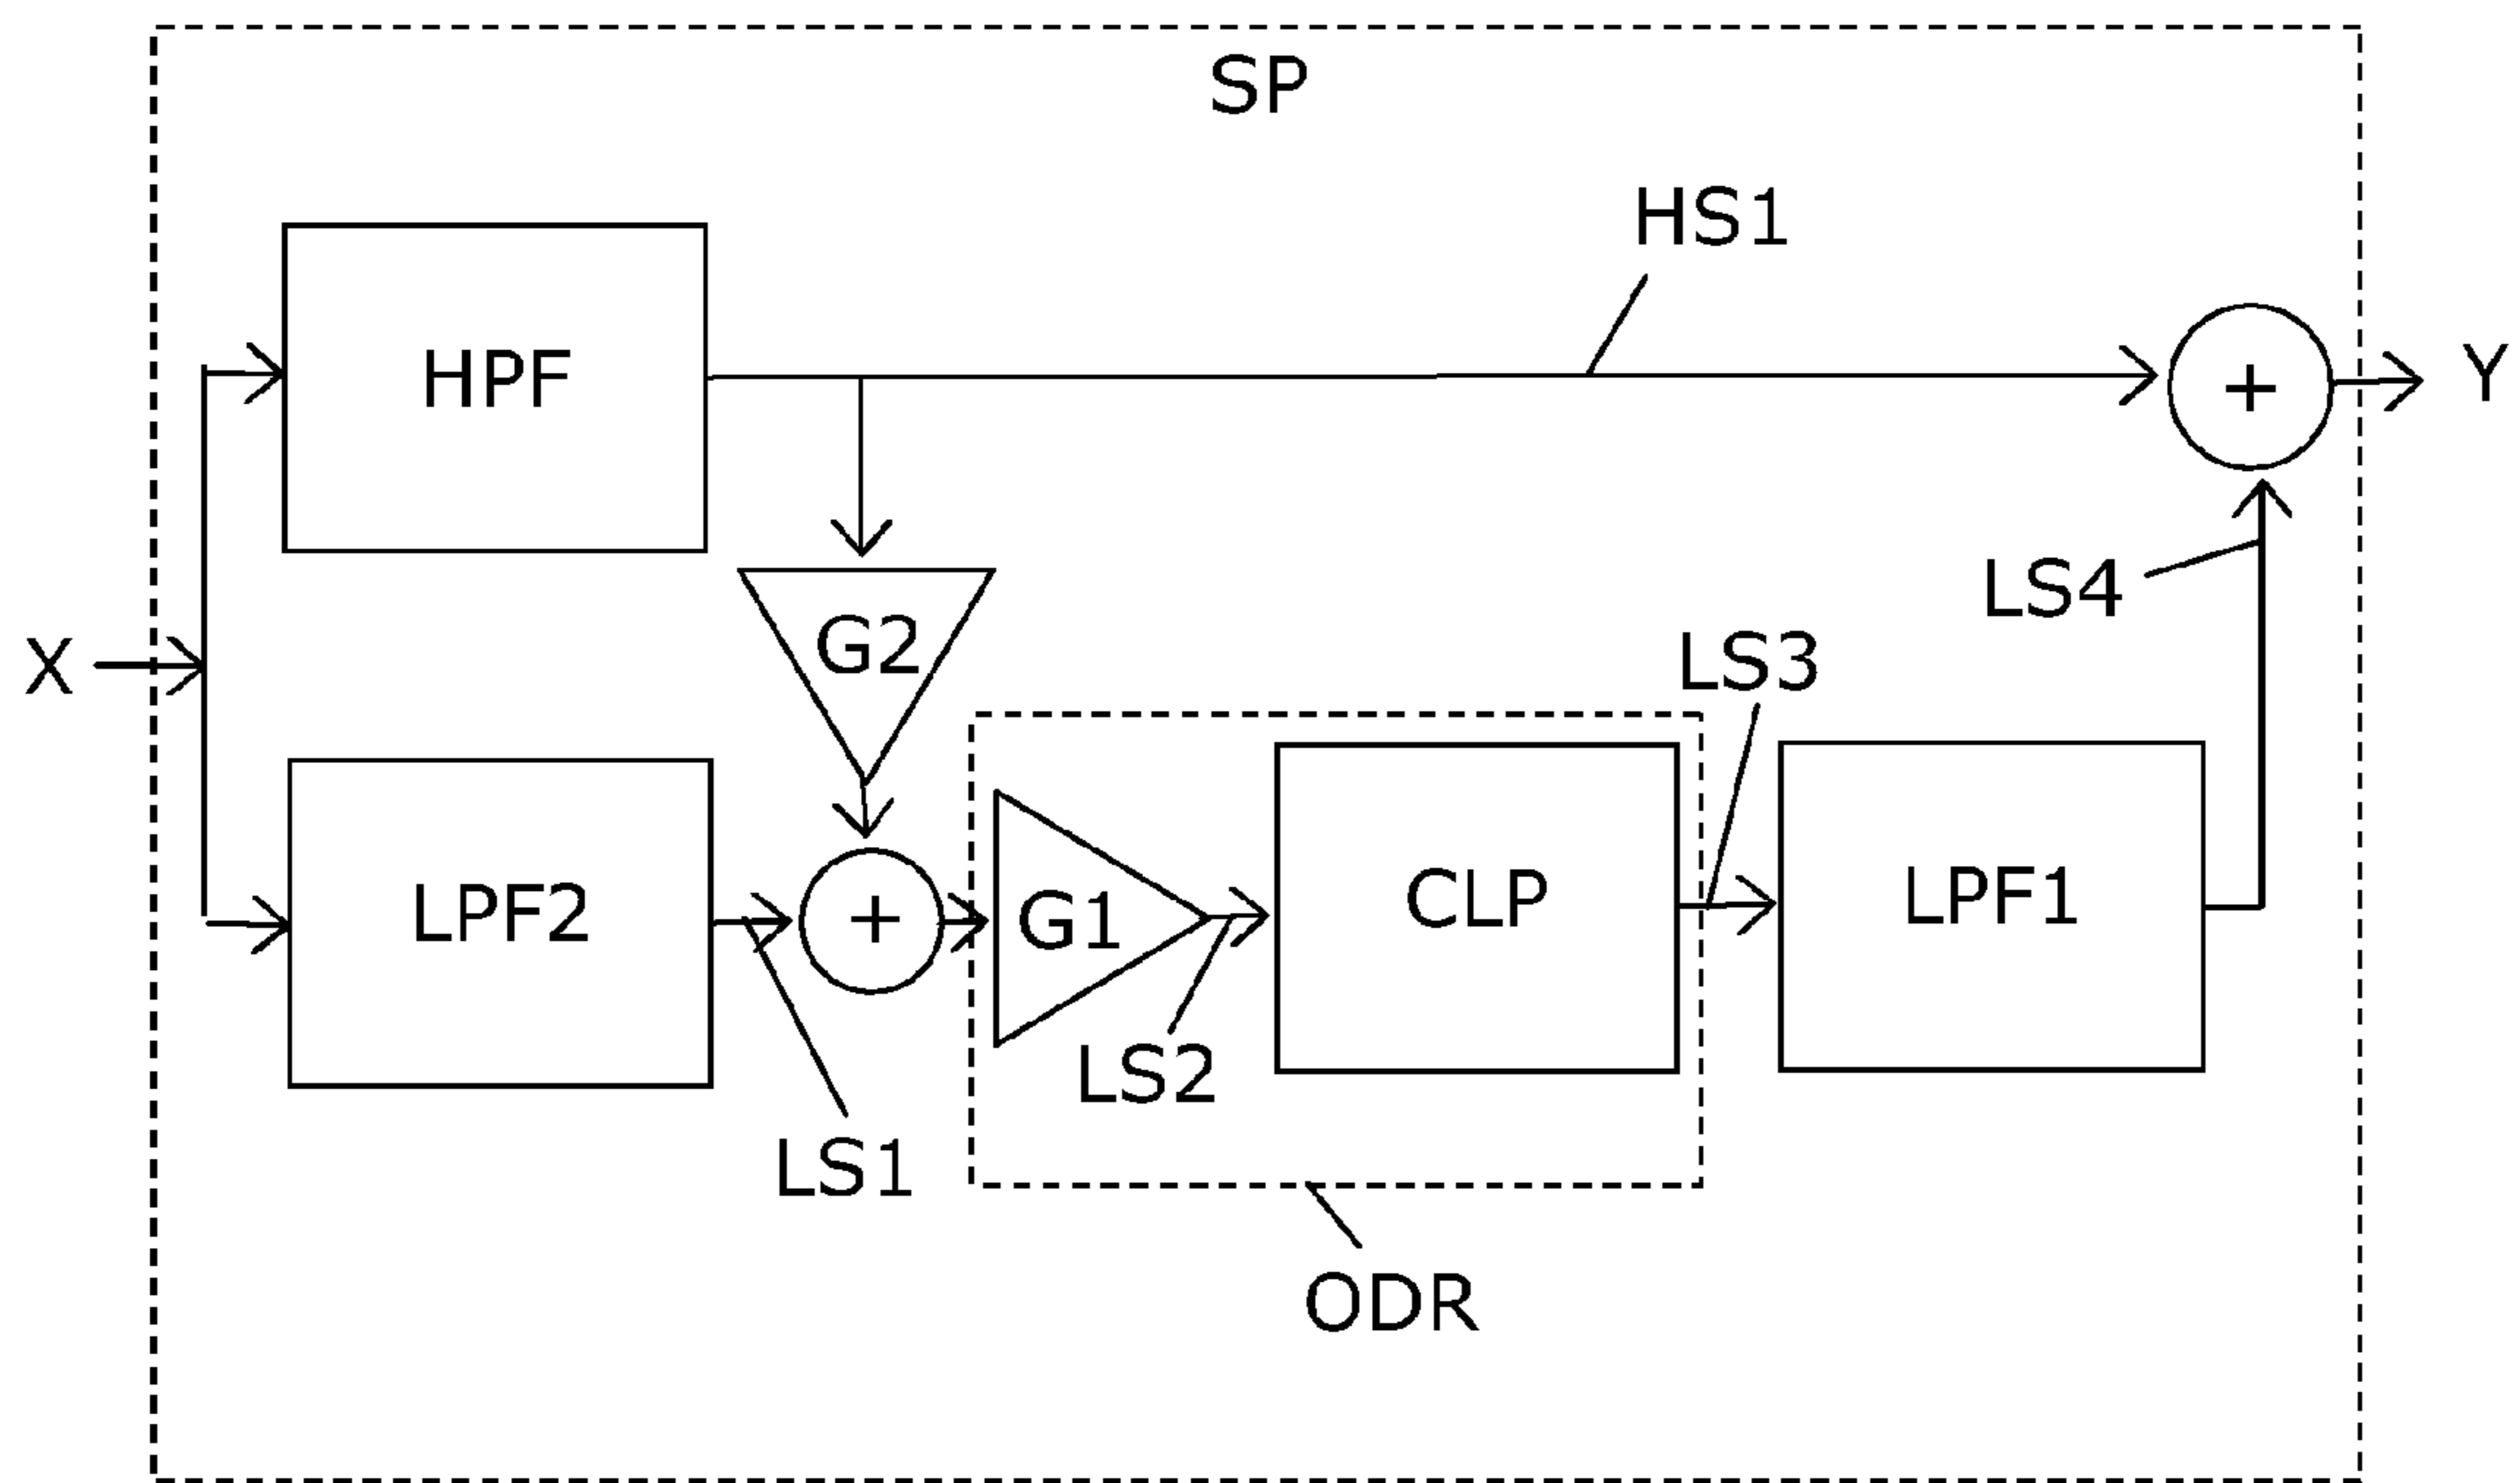 SP
HS1
HPF
+
Y
LS4
G2
X
LS3
LPF2
+
G1
CLP
LPF1
LS2
LS1
ODR